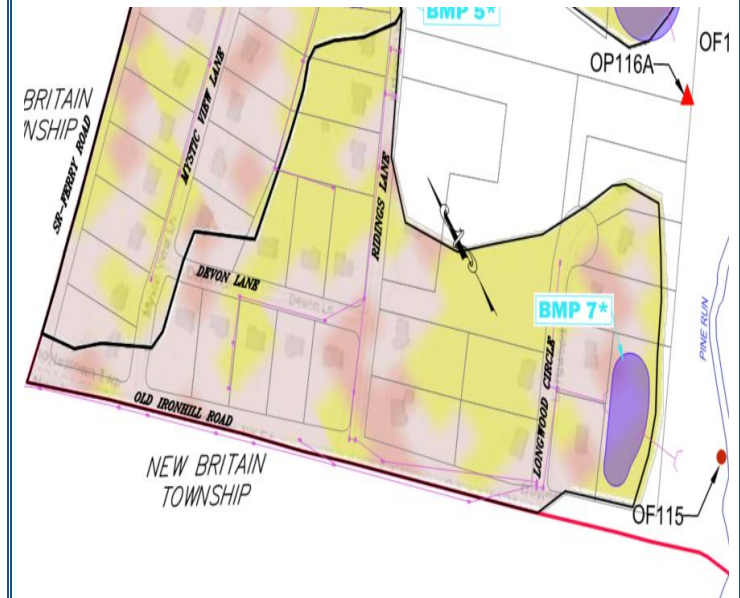 BMP 5*
OF1
OP116A
BRITAIN
NSHIP
SR-FERRY ROAD
MYSTIC VIEW LANE
RIDINGS LANE
DEVON LANE
Devon Ln
BMP 7*
PINE RUN
LONGWOOD CIRCLE
OLD IRONHILL ROAD
NEW BRITAIN
TOWNSHIP
OF115